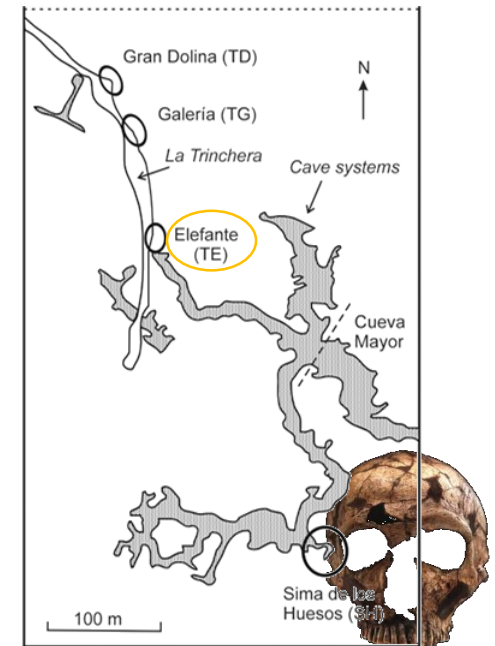 Gran Dolina (TD)
N
Galería (TG)
La Trinchera
Cave systems
Elefante
(TE)
Cueva
Mayor
Sima de los
Huesos (SH)
100 m